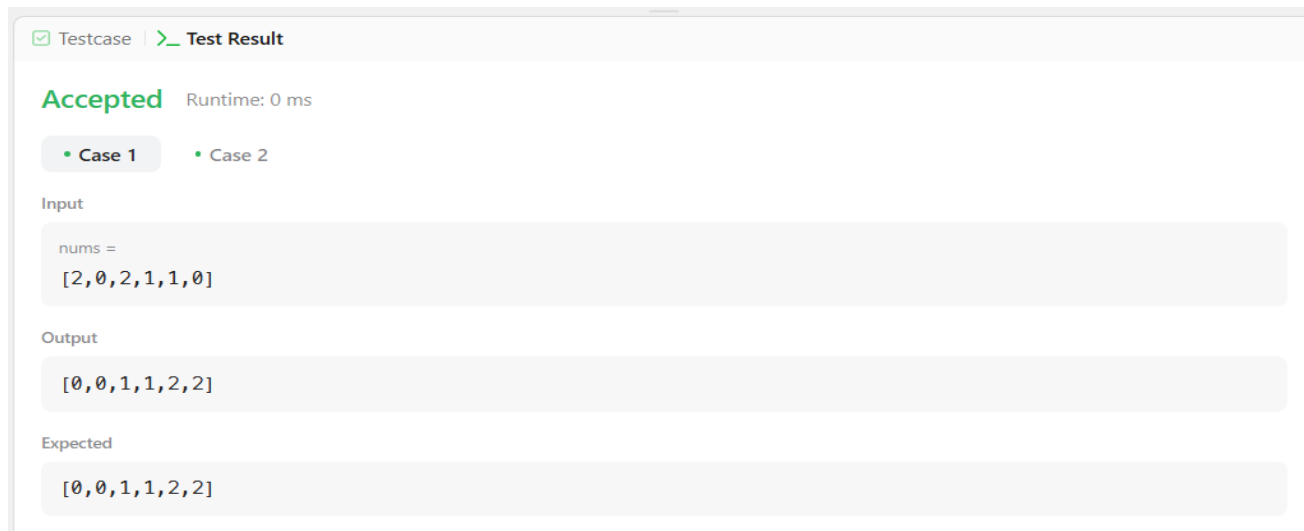 Testcase | >_ Test Result
Accepted Runtime: 0 ms
• Case 1 • Case 2
Input
nums =
[2,0,2,1,1,0]
Output
[0,0,1,1,2,2]
Expected
[0,0,1,1,2,2]